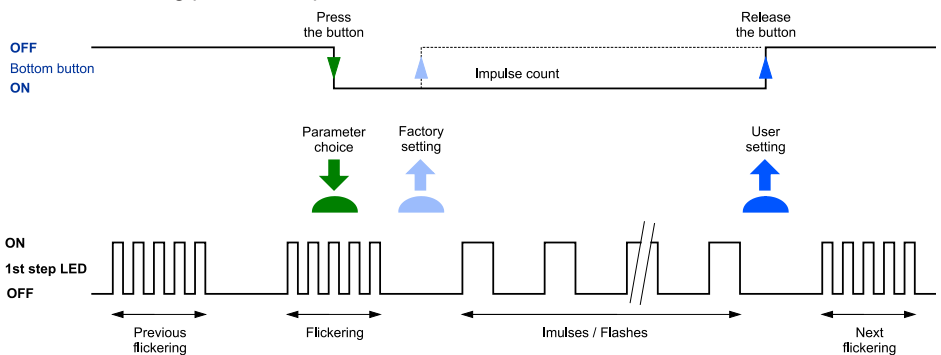 Press
the button
Release
the button
OFF
Bottom button
ON
Impulse count
Parameter
choice
Factory
setting
User
setting
ON
1st step LED
OFF
Previous
flickering
Flickering
Imulses / Flashes
Next
flickering